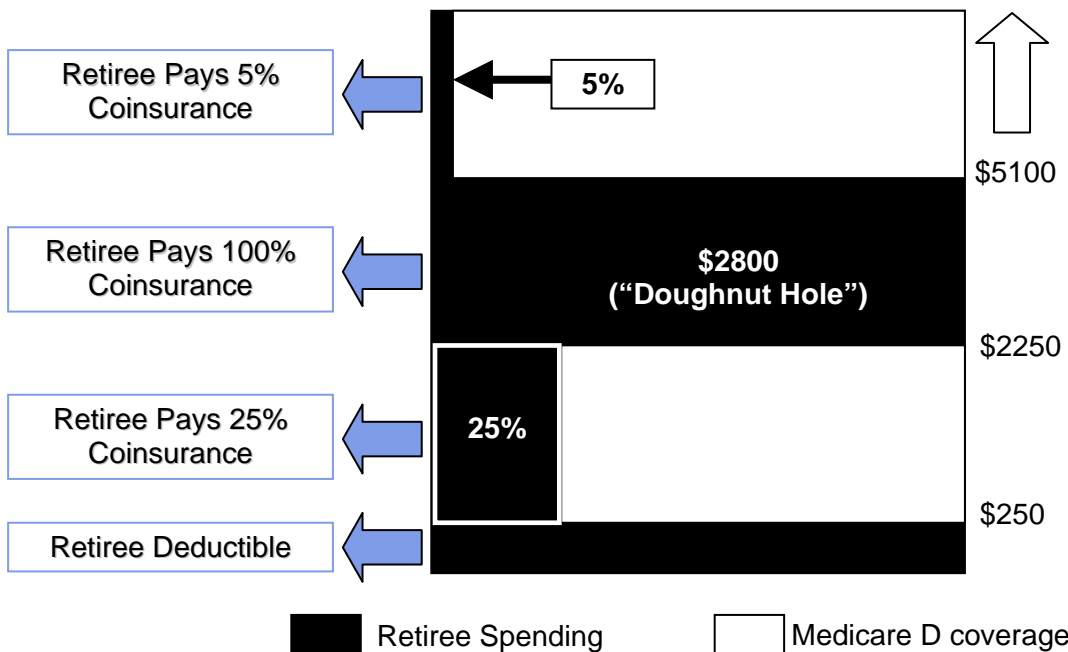 Retiree Pays 5%
Coinsurance
5%
$5100
Retiree Pays 100%
Coinsurance
$2800
(“Doughnut Hole”)
$2250
Retiree Pays 25%
Coinsurance
25%
$250
Retiree Deductible
Retiree Spending
Medicare D coverage